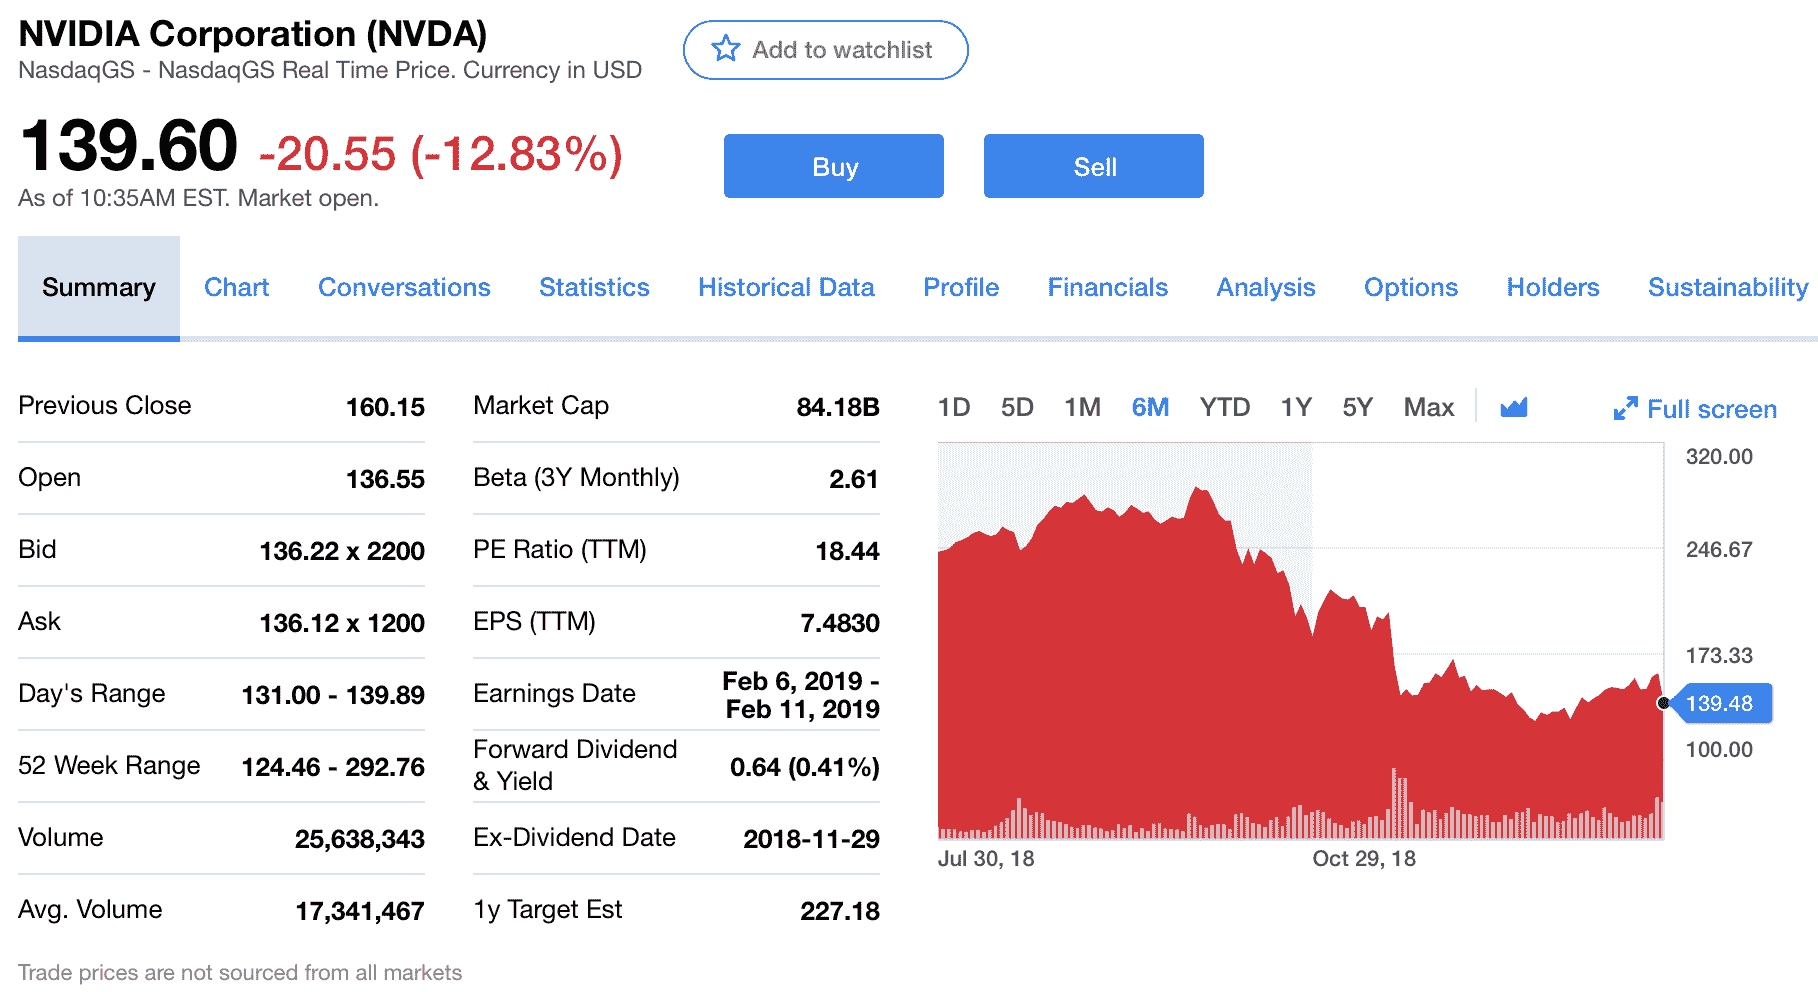 NVIDIA Corporation (NVDA)
Add to watchlist
NasdaqGS - NasdaqGS Real Time Price. Currency in USD
139.60 -20.55 (-12.83%)
Buy
Sell
As of 10:35AM EST. Market open.
Summary Chart Conversations Statistics Historical Data Profile Financials Analysis Options Holders Sustainability
Previous Close 160.15
Open 136.55
Bid 136.22 x 2200
Ask 136.12 x 1200
Day's Range 131.00 - 139.89
52 Week Range 124.46 - 292.76
Volume 25,638,343
Avg. Volume 17,341,467
Market Cap 84.18B
Beta (3Y Monthly) 2.61
PE Ratio (TTM) 18.44
EPS (TTM) 7.4830
Earnings Date Feb 6, 2019 -
Feb 11, 2019
Forward Dividend
& Yield 0.64 (0.41%)
Ex-Dividend Date 2018-11-29
1y Target Est 227.18
1D 5D 1M 6M YTD 1Y 5Y Max
Full screen
320.00
246.67
173.33
139.48
100.00
Jul 30, 18 Oct 29, 18
Trade prices are not sourced from all markets